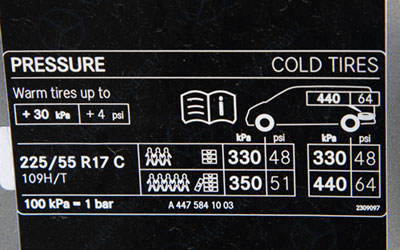 PRESSURE COLD TIRES
Warm tires up to
+ 30 kPa + 4 psi
440 64
kPa psi kPa psi
225/55 R17 C 330 48 330 48
109H/T 350 51 440 64
100 kPa = 1 bar A 447 584 10 03 2309097